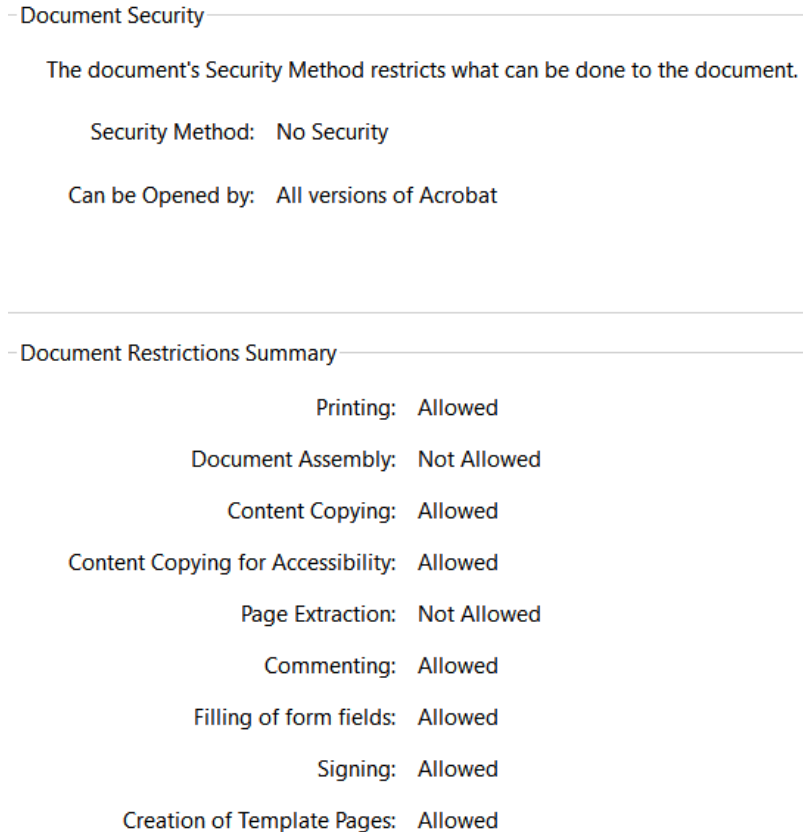 Document Security
The document's Security Method restricts what can be done to the document.
Security Method: No Security
Can be Opened by: All versions of Acrobat
Document Restrictions Summary
Printing: Allowed
Document Assembly: Not Allowed
Content Copying: Allowed
Content Copying for Accessibility: Allowed
Page Extraction: Not Allowed
Commenting: Allowed
Filling of form fields: Allowed
Signing: Allowed
Creation of Template Pages: Allowed